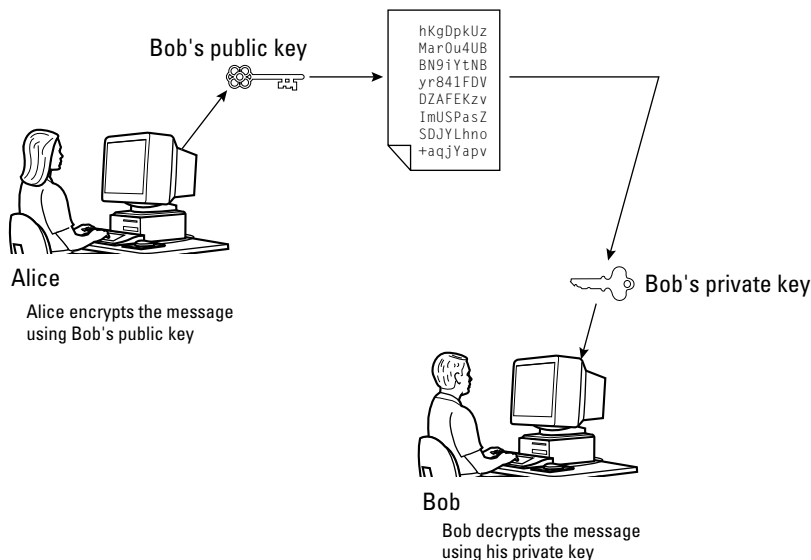 Bob's public key
hKgDpkUz
MarOu4UB
BN9iYtNB
yr841FDV
DZAFEKzv
ImUSPasZ
SDJYLhno
+aqjYapv
Alice
Alice encrypts the message
using Bob's public key
Bob's private key
Bob
Bob decrypts the message
using his private key